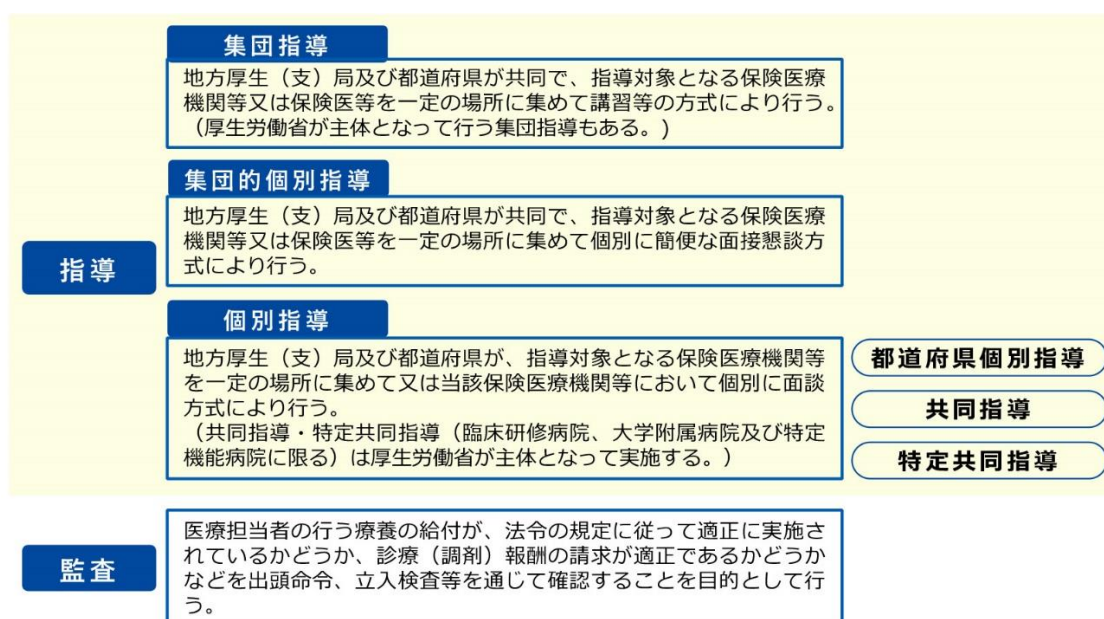 集団指導
地方厚生（支）局及び都道府県が共同で、指導対象となる保険医療
機関等又は保険医等を一定の場所に集めて講習等の方式により行う。
（厚生労働省が主体となって行う集団指導もある。)
集団的個別指導
地方厚生（支）局及び都道府県が共同で、指導対象となる保険医療
機関等又は保険医等を一定の場所に集めて個別に簡便な面接懇談方
式により行う。
指導
個別指導
地方厚生（支）局及び都道府県が、指導対象となる保険医療機関等
を一定の場所に集めて又は当該保険医療機関等において個別に面談
方式により行う。
（共同指導・特定共同指導（臨床研修病院、大学附属病院及び特定
機能病院に限る）は厚生労働省が主体となって実施する。）
都道府県個別指導
共同指導
特定共同指導
監査
医療担当者の行う療養の給付が、法令の規定に従って適正に実施さ
れているかどうか、診療（調剤）報酬の請求が適正であるかどうか
などを出頭命令、立入検査等を通じて確認することを目的として行
う。